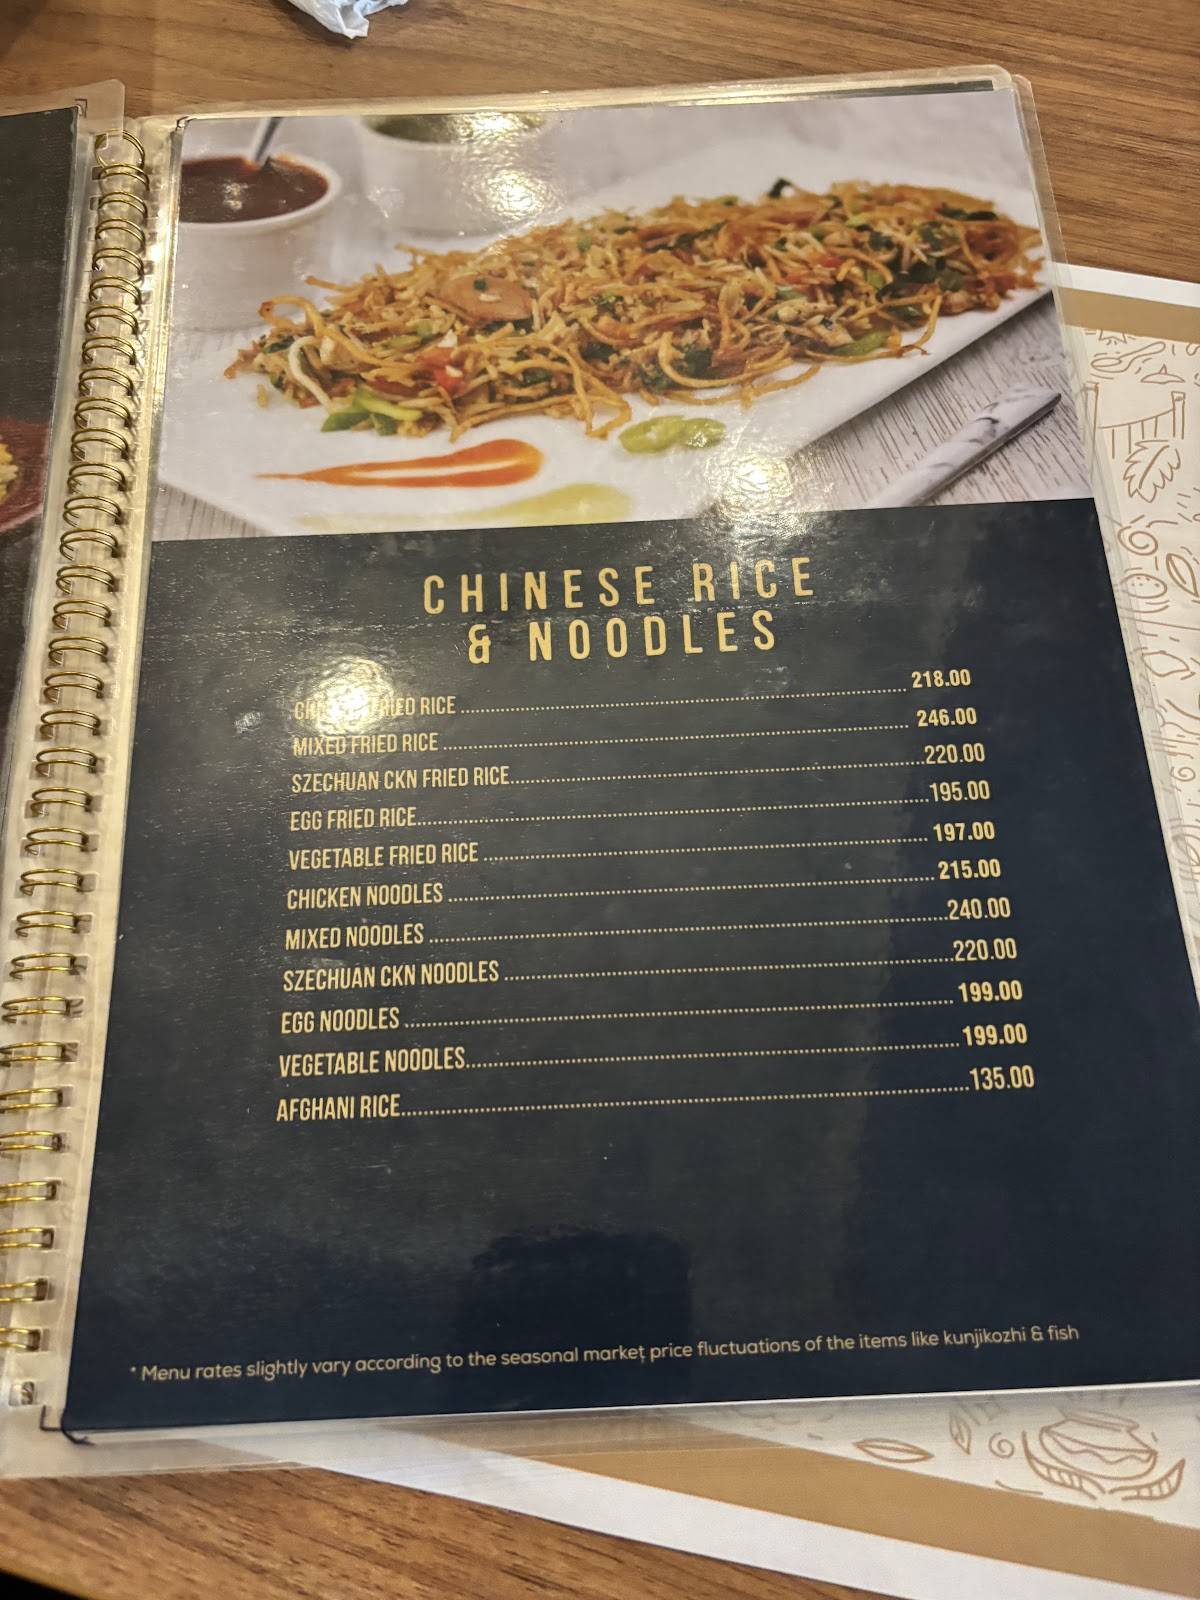 CHINESE RICE
& NOODLES
FRIED RICE 218.00
MIXED FRIED RICE 246.00
SZECHUAN CKN FRIED RICE 220.00
EGG FRIED RICE 195.00
VEGETABLE FRIED RICE 197.00
CHICKEN NOODLES 215.00
MIXED NOODLES 240.00
SZECHUAN CKN NOODLES 220.00
EGG NOODLES 199.00
VEGETABLE NOODLES 199.00
AFGHANI RICE 135.00
* Menu rates slightly vary according to the seasonal market price fluctuations of the items like kunjikozhi & fish